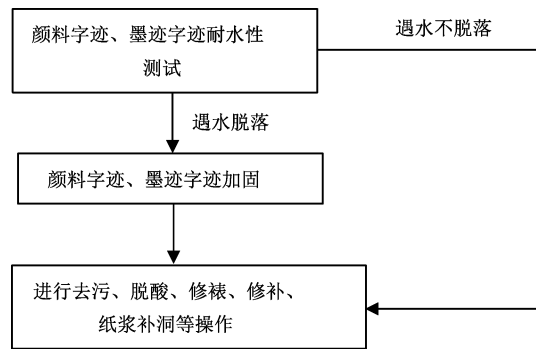 颜料字迹、墨迹字迹耐水性
测试
遇水不脱落
遇水脱落
颜料字迹、墨迹字迹加固
进行去污、脱酸、修裱、修补、
纸浆补洞等操作